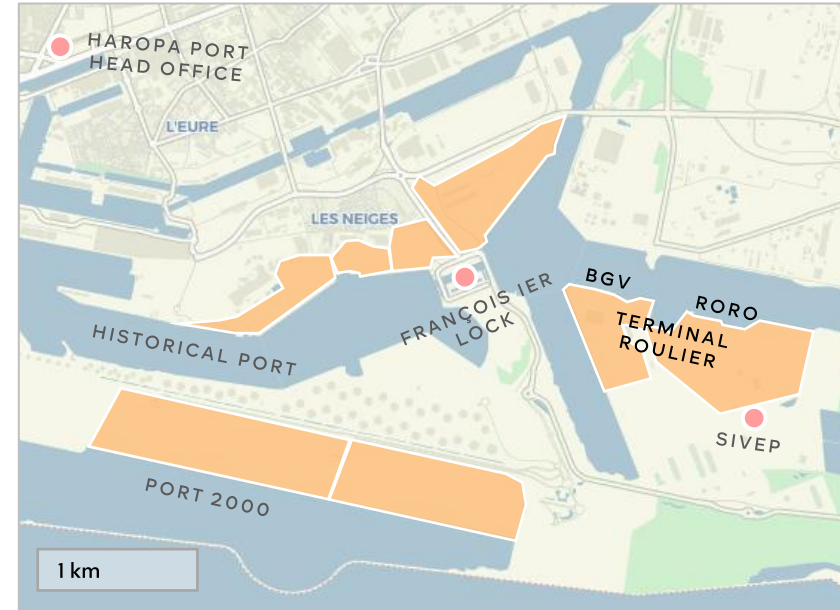 HAROPA PORT
HEAD OFFICE
L'EURE
LES NEIGES
BGV
RORO
FRANÇOIS IER
LOCK
TERMINAL
ROULIER
HISTORICAL PORT
SIVEP
PORT 2000
1 km